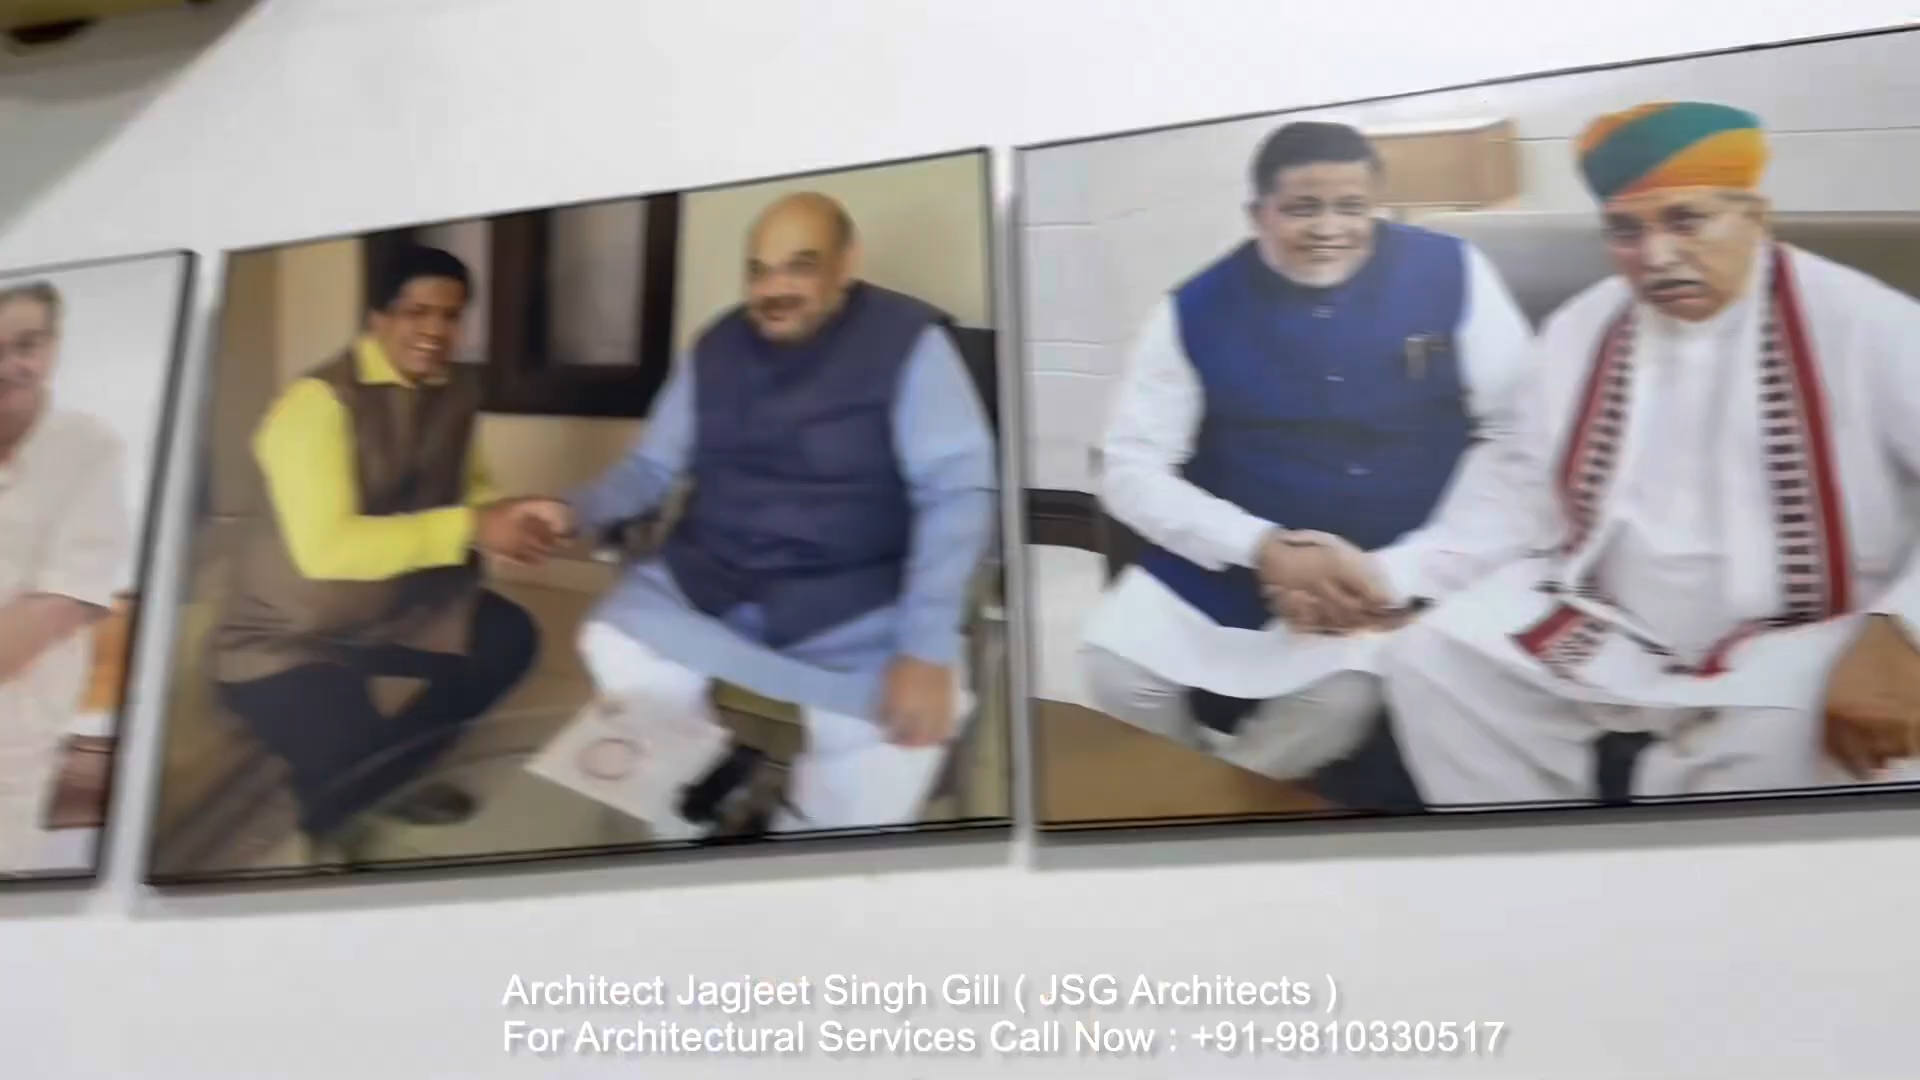 Architect Jagjeet Singh Gill ( JSG Architects )
For Architectural Services Call Now : +91-9810330517